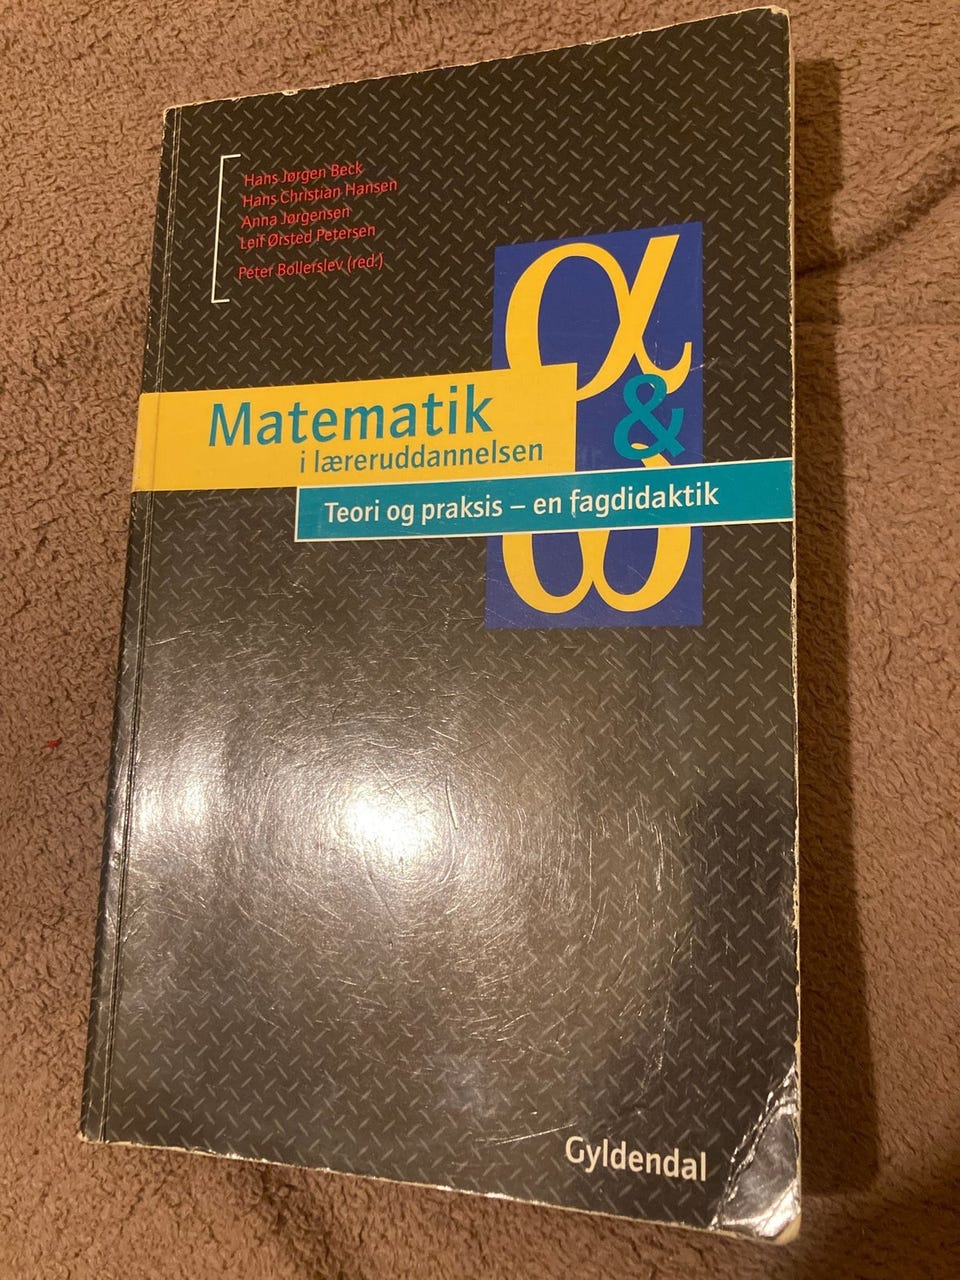 Hans Jørgen Beck
Hans Christian Hansen
Anna Jørgensen
Leif Ørsted Petersen
Peter Bollerslev (red.)
α
&
Matematik
i læreruddannelsen
Teori og praksis – en fagdidaktik
ω
Gyldendal